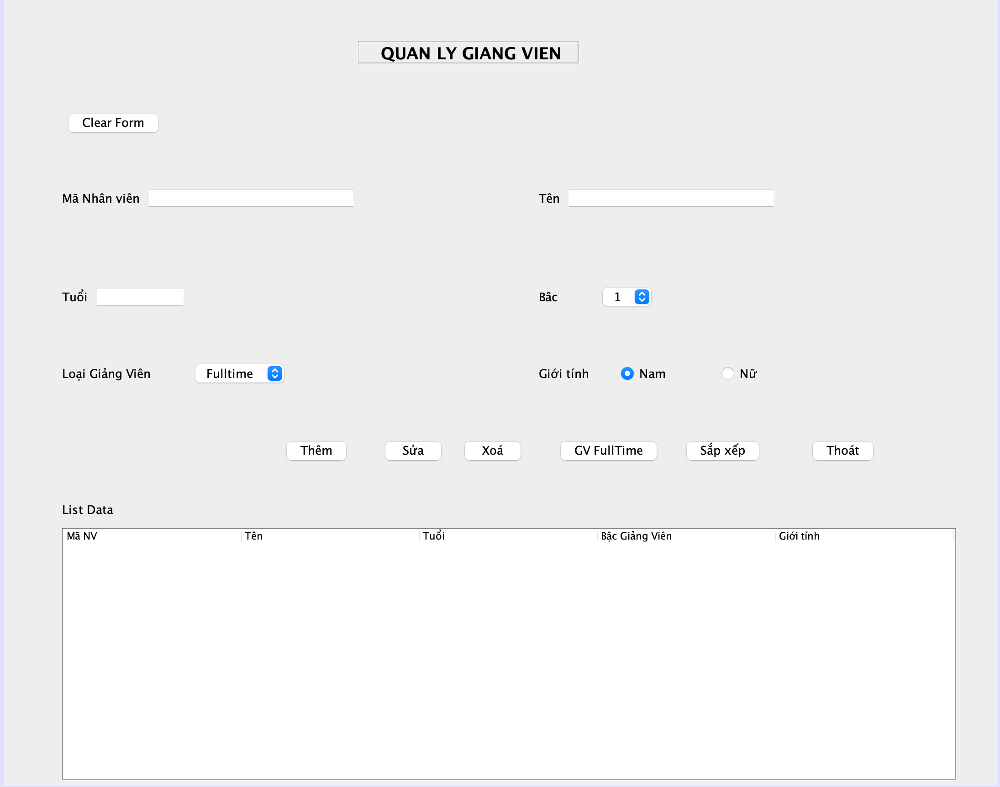 QUAN LY GIANG VIEN
Clear Form
Mã Nhân viên
Tên
Tuổi
Bâc 1
Loại Giảng Viên Fulltime
Giới tính Nam Nữ
Thêm Sửa Xoá GV FullTime Sắp xếp Thoát
List Data
Mã NV Tên Tuổi Bậc Giảng Viên Giới tính